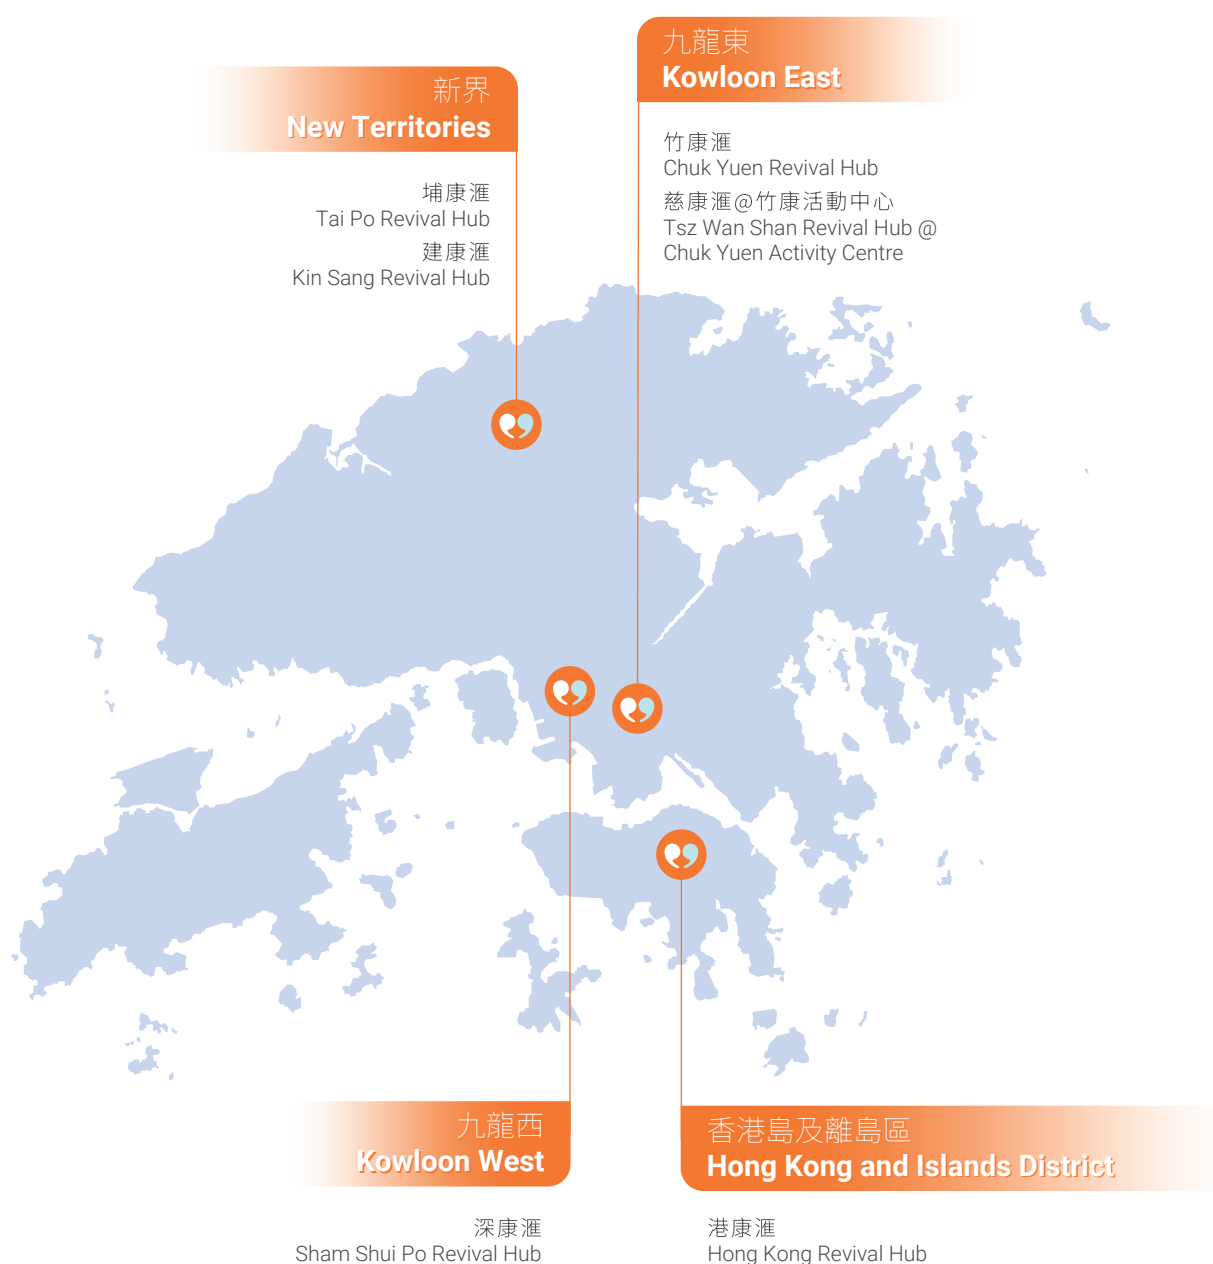 九龍東
Kowloon East
竹康滙
Chuk Yuen Revival Hub
慈康滙@竹康活動中心
Tsz Wan Shan Revival Hub @
Chuk Yuen Activity Centre
新界
New Territories
埔康滙
Tai Po Revival Hub
建康滙
Kin Sang Revival Hub
九龍西
Kowloon West
深康滙
Sham Shui Po Revival Hub
香港島及離島區
Hong Kong and Islands District
港康滙
Hong Kong Revival Hub